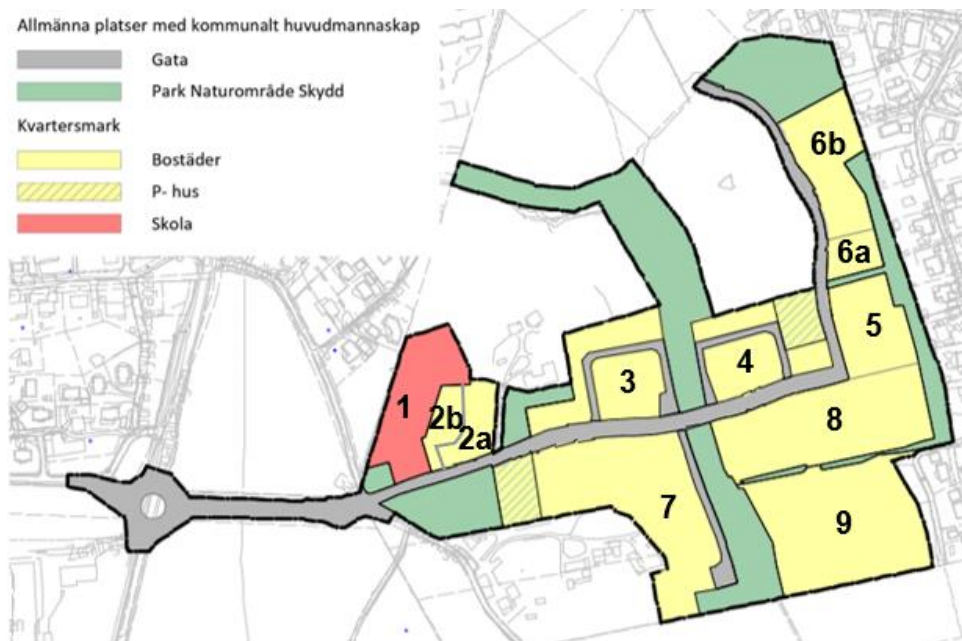 Allmänna platser med kommunalt huvudmannaskap
Gata
Park Naturområde Skydd
Kvartersmark
Bostäder
P- hus
Skola
6b
6a
5
4
3
1
2b
2a
8
7
9